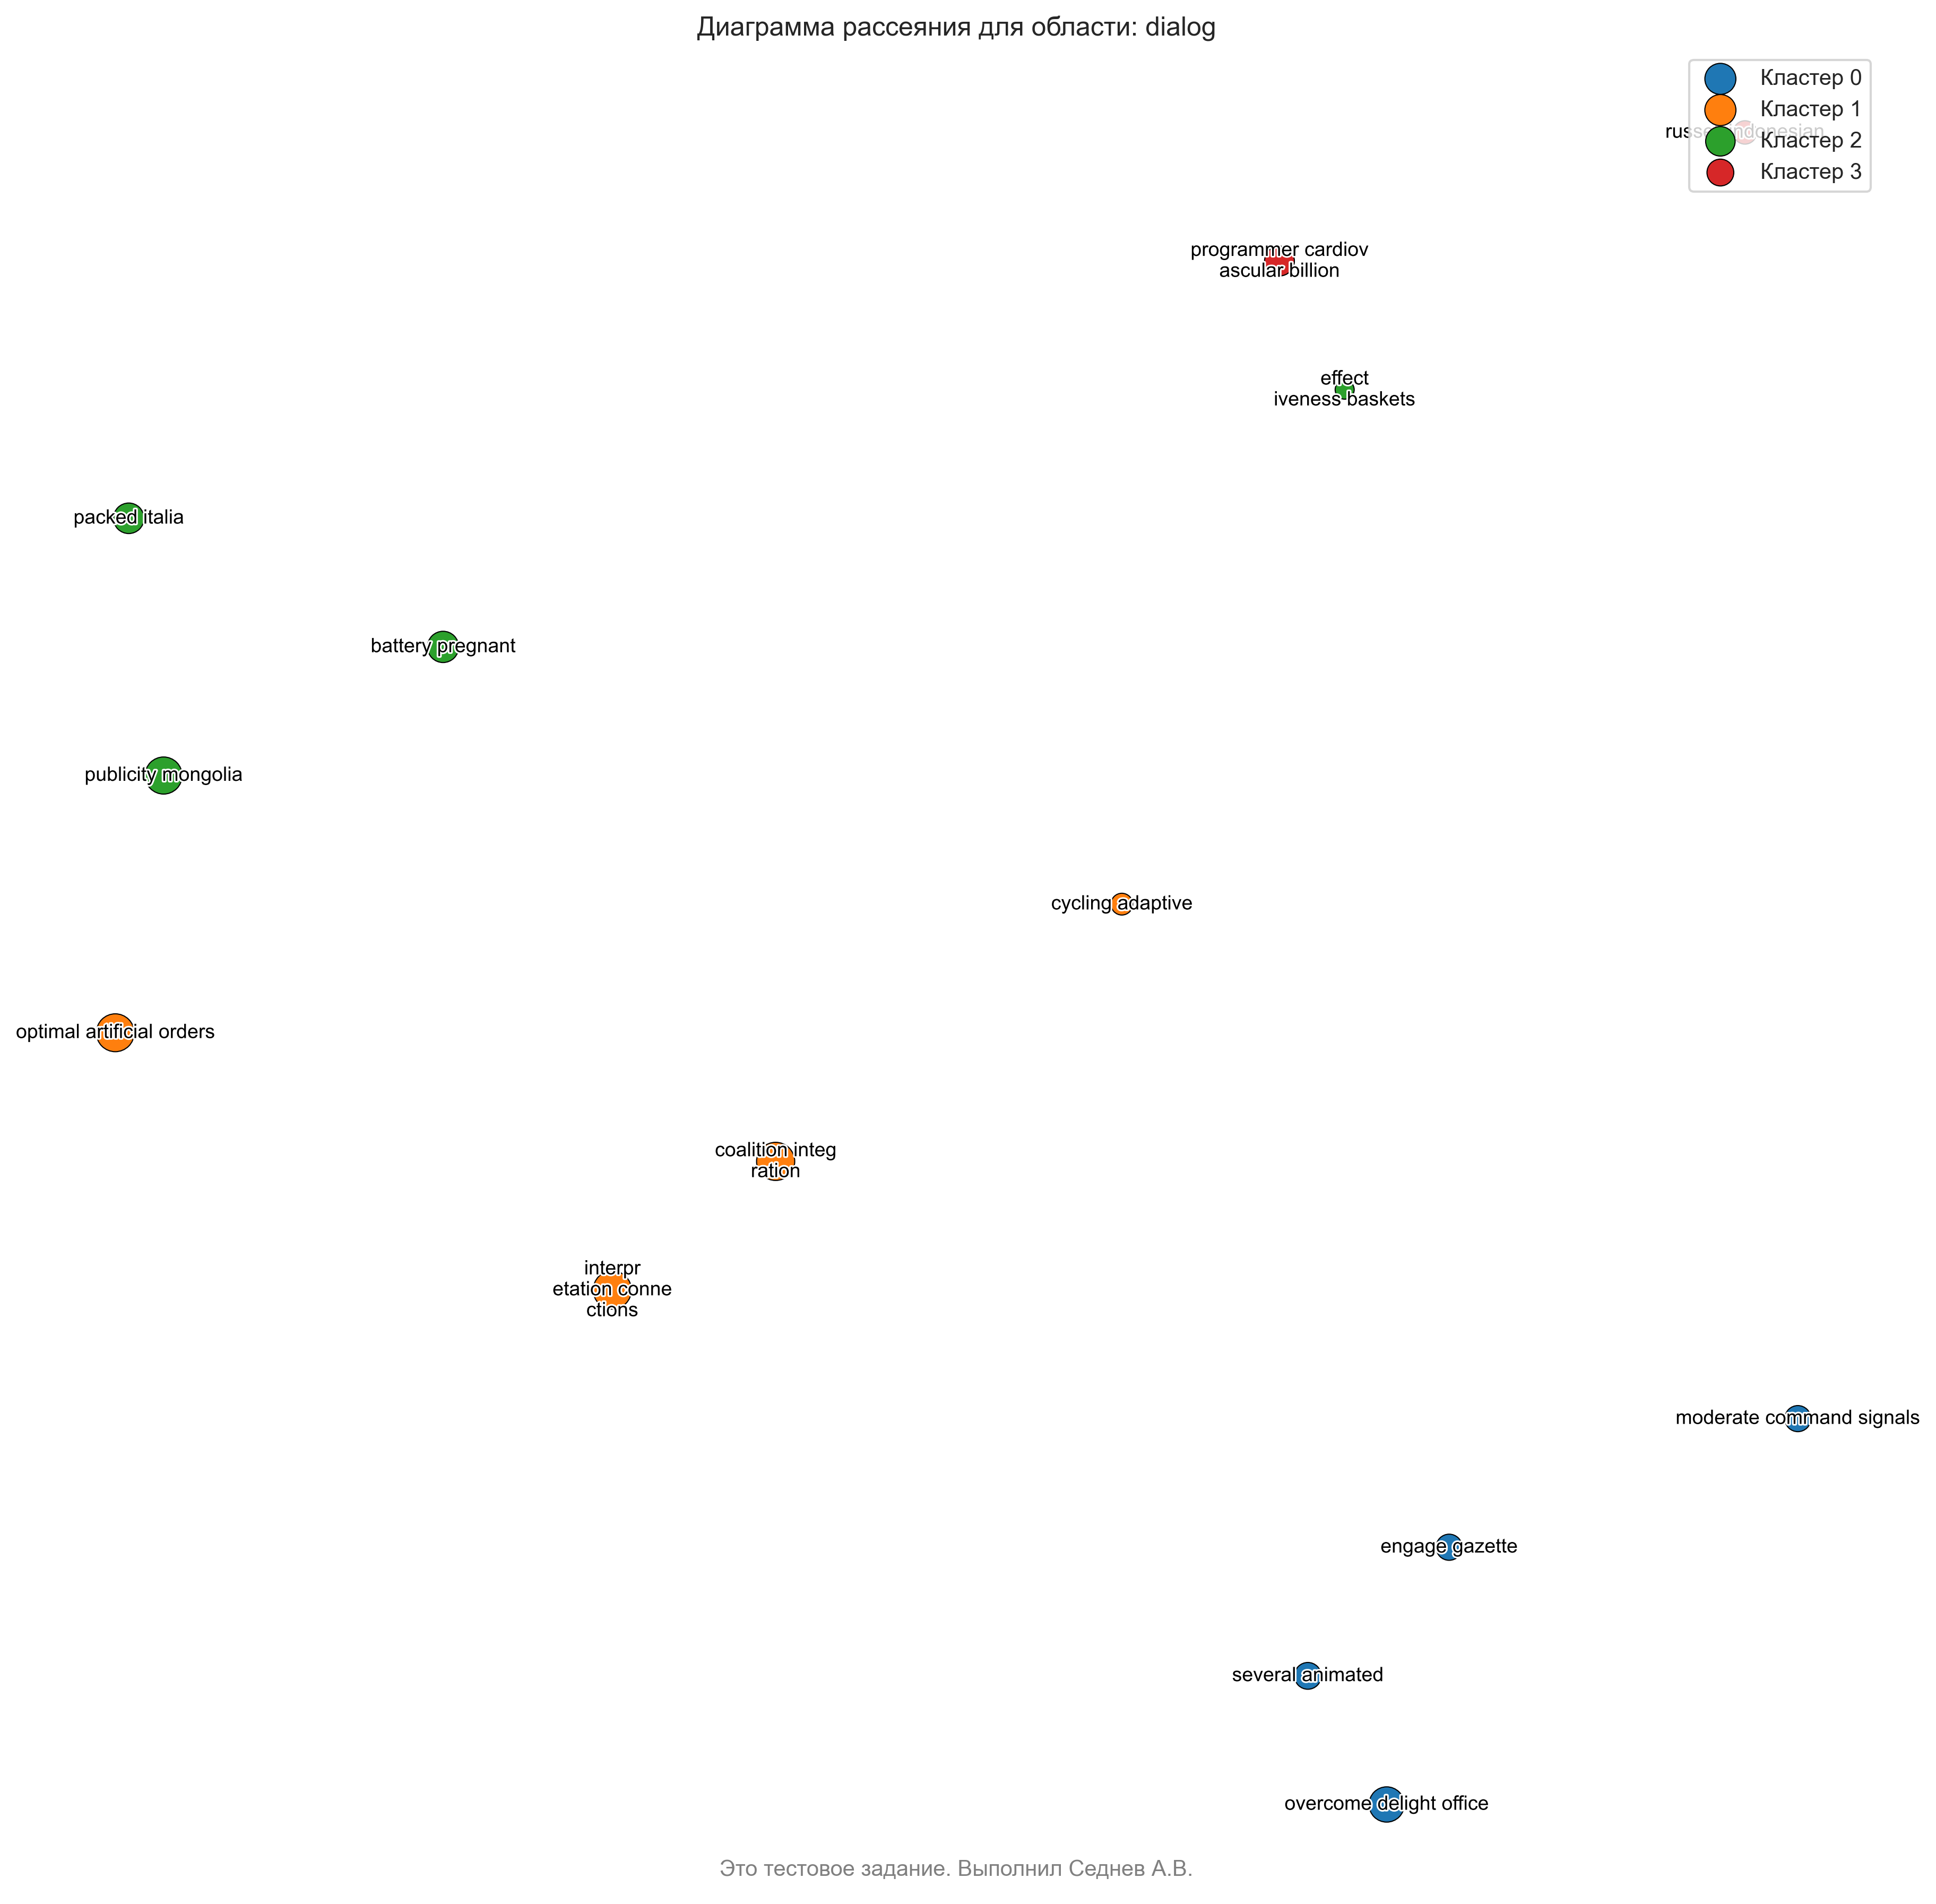 Диаграмма рассеяния для области: dialog
Кластер 0
Кластер 1
Кластер 2
Кластер 3
indonesian
programmer cardiov
ascular billion
effect
iveness baskets
packed italia
battery pregnant
publicity mongolia
cycling adaptive
optimal artificial orders
coalition integ
ration
interpr
etation conne
ctions
moderate command signals
engage gazette
several animated
overcome delight office
Это тестовое задание. Выполнил Седнев А.В.